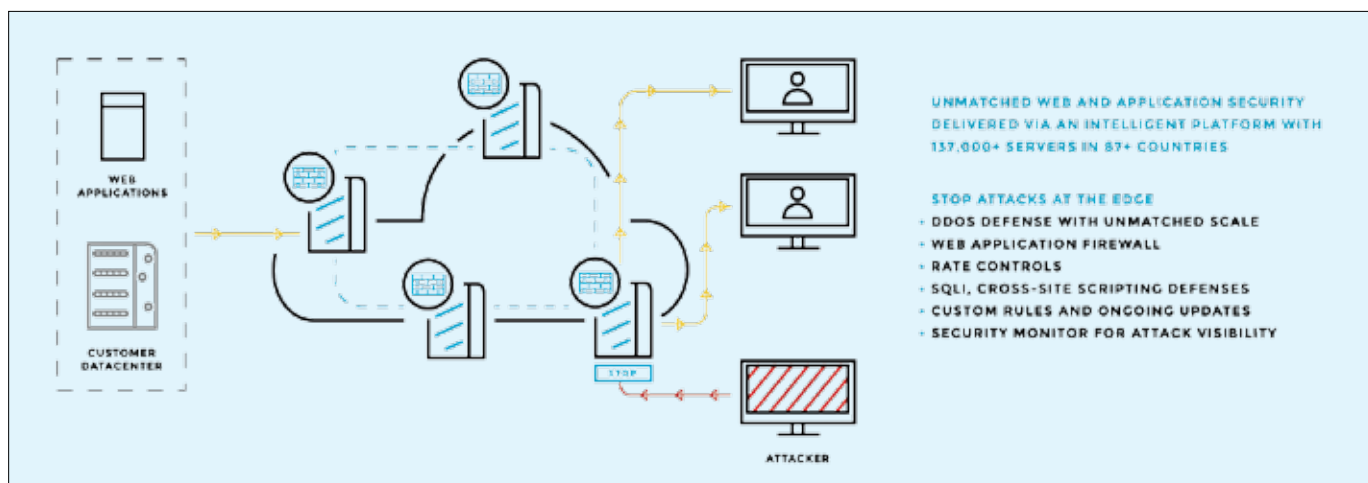 WEB
APPLICATIONS
CUSTOMER
DATACENTER
STOP
ATTACKER
UNMATCHED WEB AND APPLICATION SECURITY
DELIVERED VIA AN INTELLIGENT PLATFORM WITH
137,000+ SERVERS IN 87+ COUNTRIES
STOP ATTACKS AT THE EDGE
+ DDOS DEFENSE WITH UNMATCHED SCALE
+ WEB APPLICATION FIREWALL
+ RATE CONTROLS
+ SQLI, CROSS-SITE SCRIPTING DEFENSES
+ CUSTOM RULES AND ONGOING UPDATES
+ SECURITY MONITOR FOR ATTACK VISIBILITY